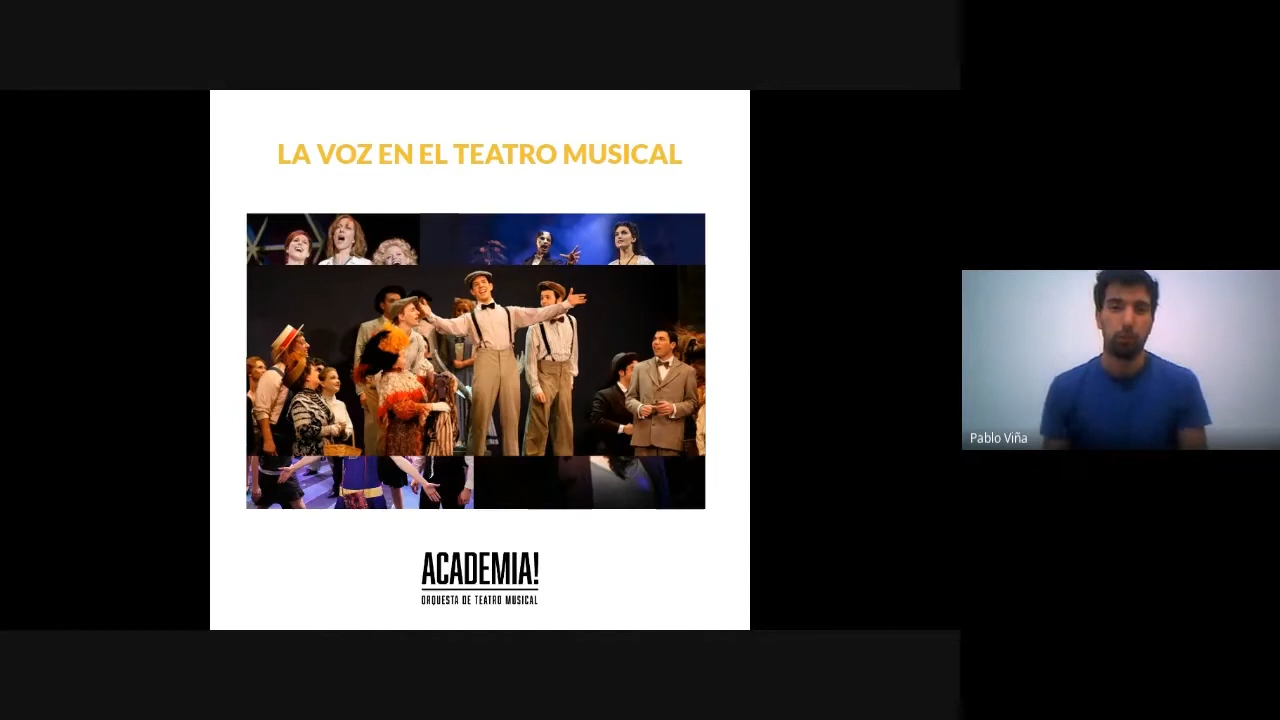 LA VOZ EN EL TEATRO MUSICAL
ACADEMIA!
ORQUESTA DE TEATRO MUSICAL
Pablo Viña